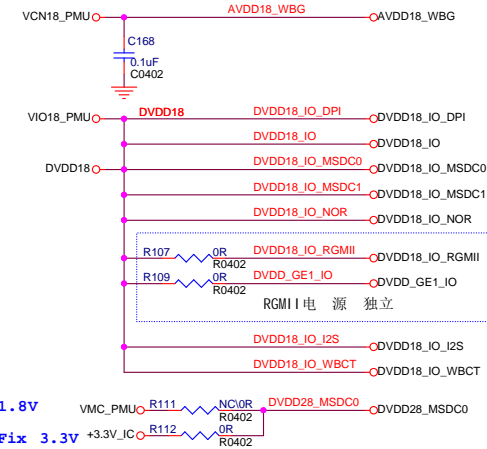 VCN18_PMU AVDD18_WBG AVDD18_WBG
C168
0.1uF
C0402
VIO18_PMU DVDD18 DVDD18_IO_DPI DVDD18_IO_DPI
DVDD18_IO DVDD18_IO
DVDD18 DVDD18_IO_MSDC0 DVDD18_IO_MSDC0
DVDD18_IO_MSDC1 DVDD18_IO_MSDC1
DVDD18_IO_NOR DVDD18_IO_NOR
R107 0R DVDD18_IO_RGMII DVDD18_IO_RGMII
R0402
R109 0R DVDD_GE1_IO DVDD_GE1_IO
R0402
RGMII电 源 独立
DVDD18_IO_I2S DVDD18_IO_I2S
DVDD18_IO_WBCT DVDD18_IO_WBCT
1.8V VMC_PMU R111 NC\0R DVDD28_MSDC0 DVDD28_MSDC0
R0402
Fix 3.3V +3.3V_IC R112 0R
R0402